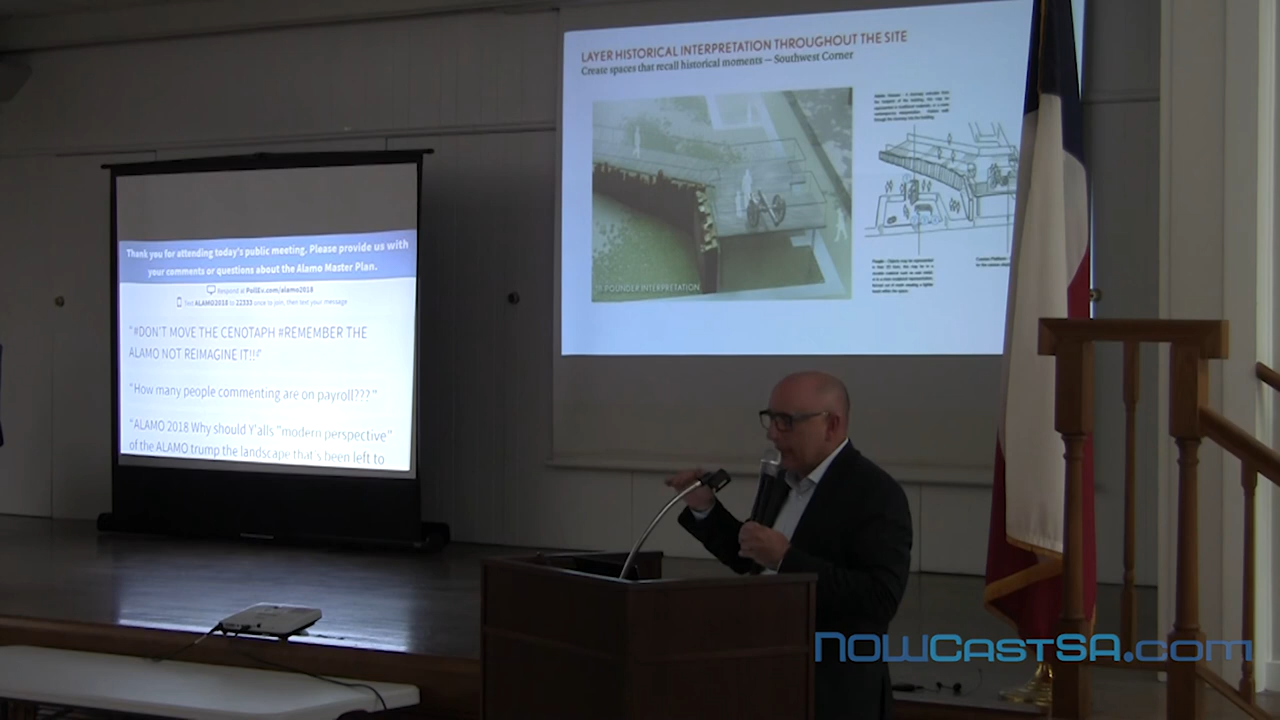 LAYER HISTORICAL INTERPRETATION THROUGHOUT THE SITE
Create spaces that recall historical moments – Southwest Corner
18 POUNDER INTERPRETATION
Thank you for attending today's public meeting. Please provide us with
your comments or questions about the Alamo Master Plan.
Respond at PollEv.com/alamo2018
Text ALAMO2018 to 22333 once to join, then text your message
"#DON'T MOVE THE CENOTAPH #REMEMBER THE
ALAMO NOT REIMAGINE IT!!!"
"How many people commenting are on payroll???"
"ALAMO 2018 Why should Y'alls "modern perspective"
of the ALAMO trump the landscape that's been left to
NOWCastSA.com